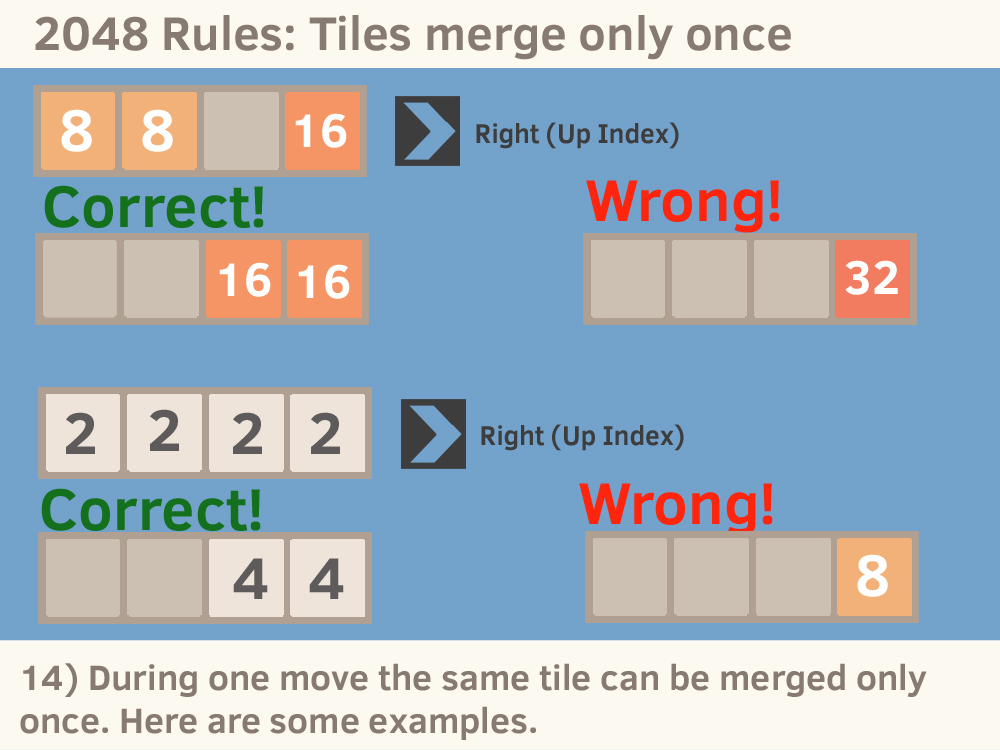 2048 Rules: Tiles merge only once
8 8 16
Right (Up Index)
Correct!
Wrong!
16 16
32
2 2 2 2
Right (Up Index)
Correct!
Wrong!
4 4
8
14) During one move the same tile can be merged only
once. Here are some examples.